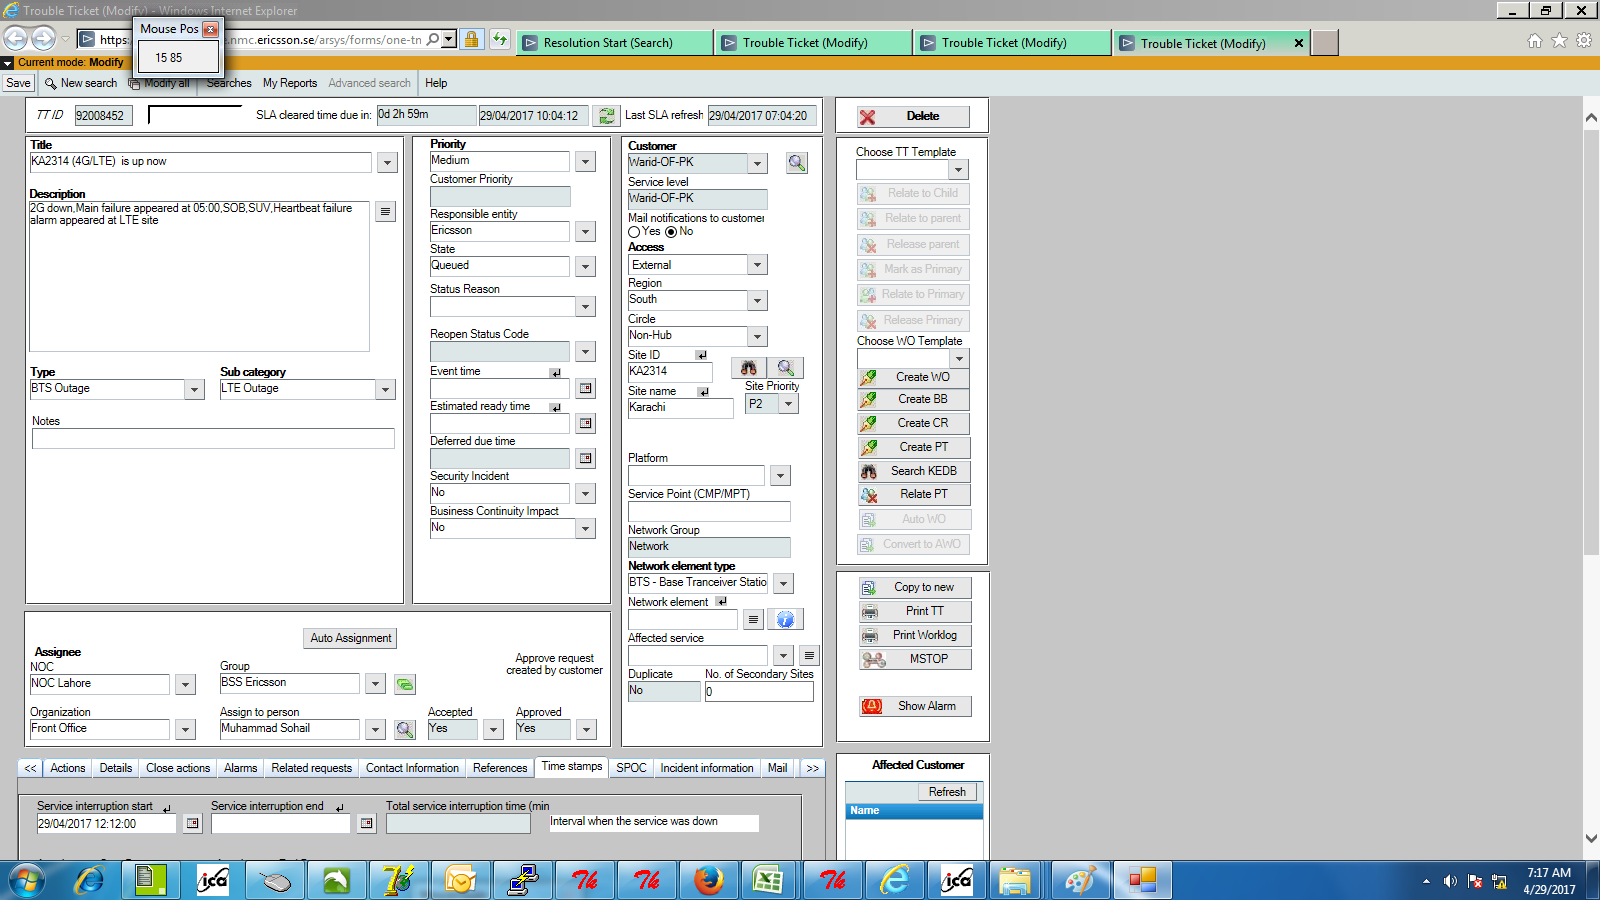 Trouble Ticket (Modify) - Windows Internet Explorer
Mouse Pos
15 85
https:
.nmc.ericsson.se/arsys/forms/one-tr
Resolution Start (Search)
Trouble Ticket (Modify)
Trouble Ticket (Modify)
Trouble Ticket (Modify)
Current mode: Modify
Save
New search
Modify all
Searches
My Reports
Advanced search
Help
TT ID
92008452
SLA cleared time due in:
0d 2h 59m
29/04/2017 10:04:12
Last SLA refresh
29/04/2017 07:04:20
Title
KA2314 (4G/LTE)  is up now
Description
2G down,Main failure appeared at 05:00,SOB,SUV,Heartbeat failure
alarm appeared at LTE site
Type
BTS Outage
Sub category
LTE Outage
Notes
Priority
Medium
Customer Priority
Responsible entity
Ericsson
State
Queued
Status Reason
Reopen Status Code
Event time
Estimated ready time
Deferred due time
Security Incident
No
Business Continuity Impact
No
Customer
Warid-OF-PK
Service level
Warid-OF-PK
Mail notifications to customer
Yes
No
Access
External
Region
South
Circle
Non-Hub
Site ID
KA2314
Site name
Karachi
Site Priority
P2
Platform
Service Point (CMP/MPT)
Network Group
Network
Network element type
BTS - Base Tranceiver Statio
Network element
Affected service
Duplicate
No
No. of Secondary Sites
0
Delete
Choose TT Template
Relate to Child
Relate to parent
Release parent
Mark as Primary
Relate to Primary
Release Primary
Choose WO Template
Create WO
Create BB
Create CR
Create PT
Search KEDB
Relate PT
Auto WO
Convert to AWO
Copy to new
Print TT
Print Worklog
MSTOP
Show Alarm
Auto Assignment
Assignee
NOC
NOC Lahore
Group
BSS Ericsson
Approve request
created by customer
Organization
Front Office
Assign to person
Muhammad Sohail
Accepted
Yes
Approved
Yes
<<
Actions
Details
Close actions
Alarms
Related requests
Contact Information
References
Time stamps
SPOC
Incident information
Mail
>>
Service interruption start
29/04/2017 12:12:00
Service interruption end
Total service interruption time (min
Interval when the service was down
Affected Customer
Refresh
Name
ica
Tk
Tk
Tk
ica
7:17 AM
4/29/2017